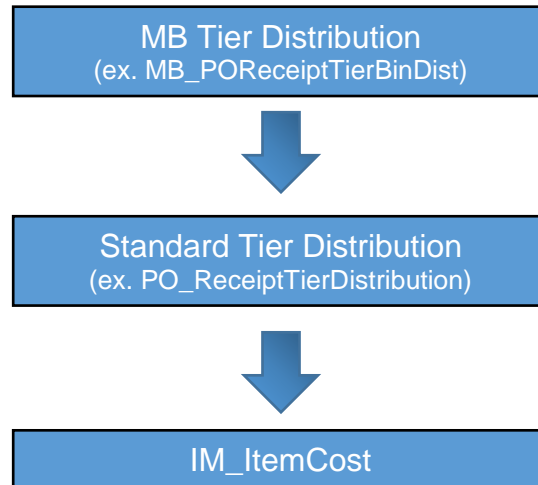 MB Tier Distribution
(ex. MB_POReceiptTierBinDist)
Standard Tier Distribution
(ex. PO_ReceiptTierDistribution)
IM_ItemCost